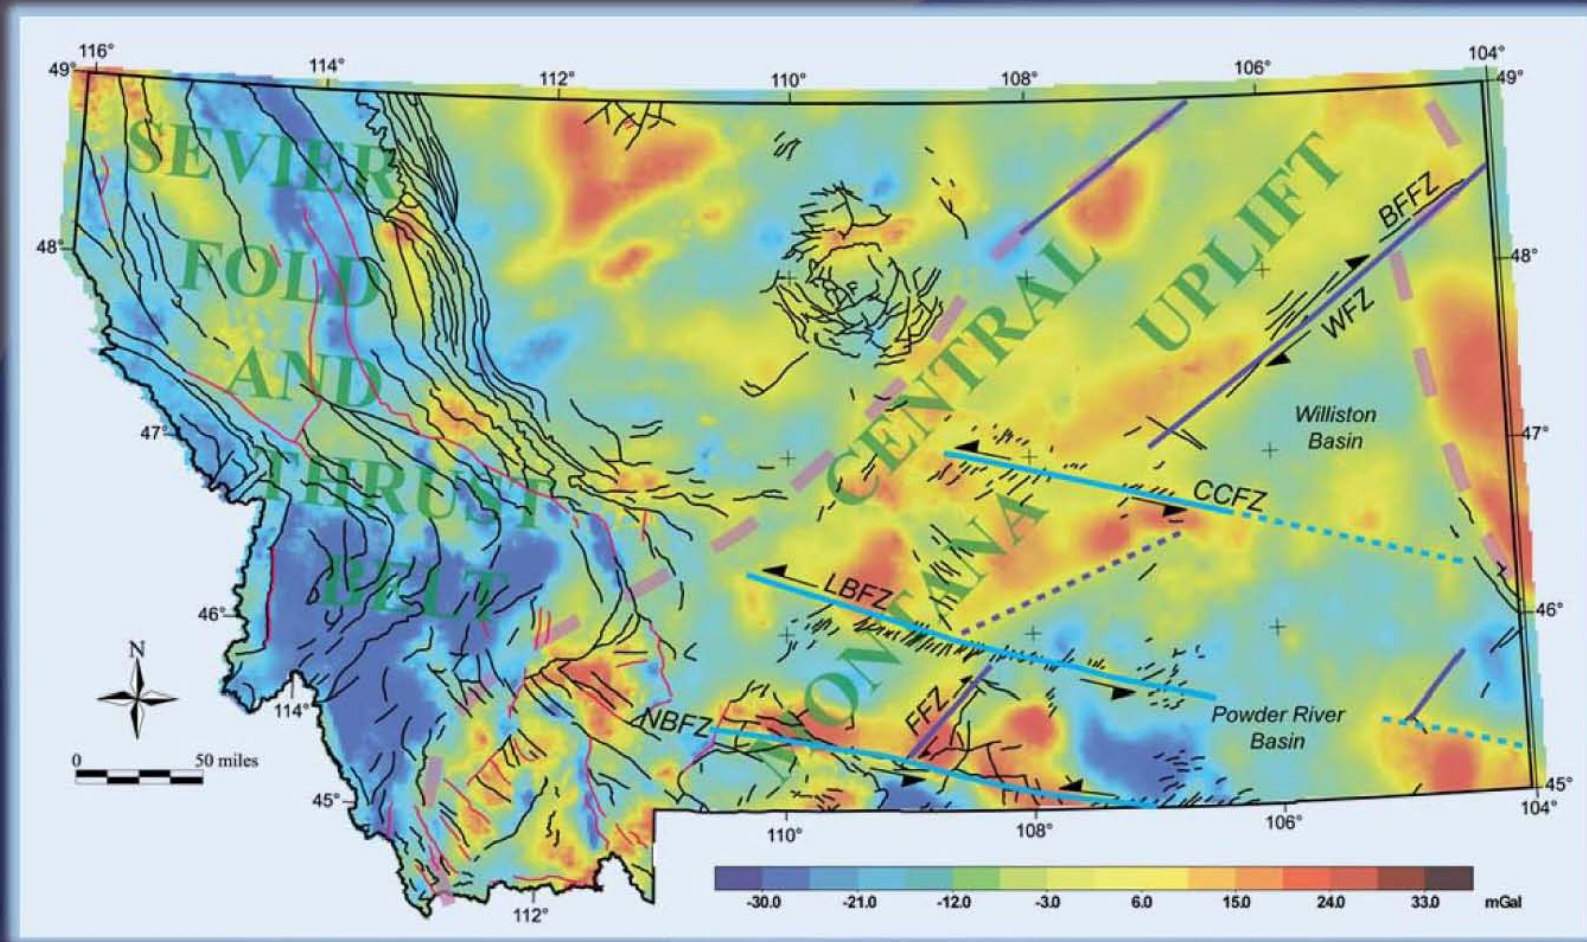 116°
114°
112°
110°
108°
106°
104°
49°
49°
SEVIER
FOLD
AND
THRUST
BELT
CENTRAL
UPLIFT
MONTANA
BFFZ
WFZ
48°
48°
Williston
Basin
47°
47°
CCFZ
LBFZ
46°
46°
N
114°
NBFZ
FFZ
Powder River
Basin
0 50 miles
45°
45°
104°
110°
108°
106°
112°
-30.0 -21.0 -12.0 -3.0 6.0 15.0 24.0 33.0 mGal